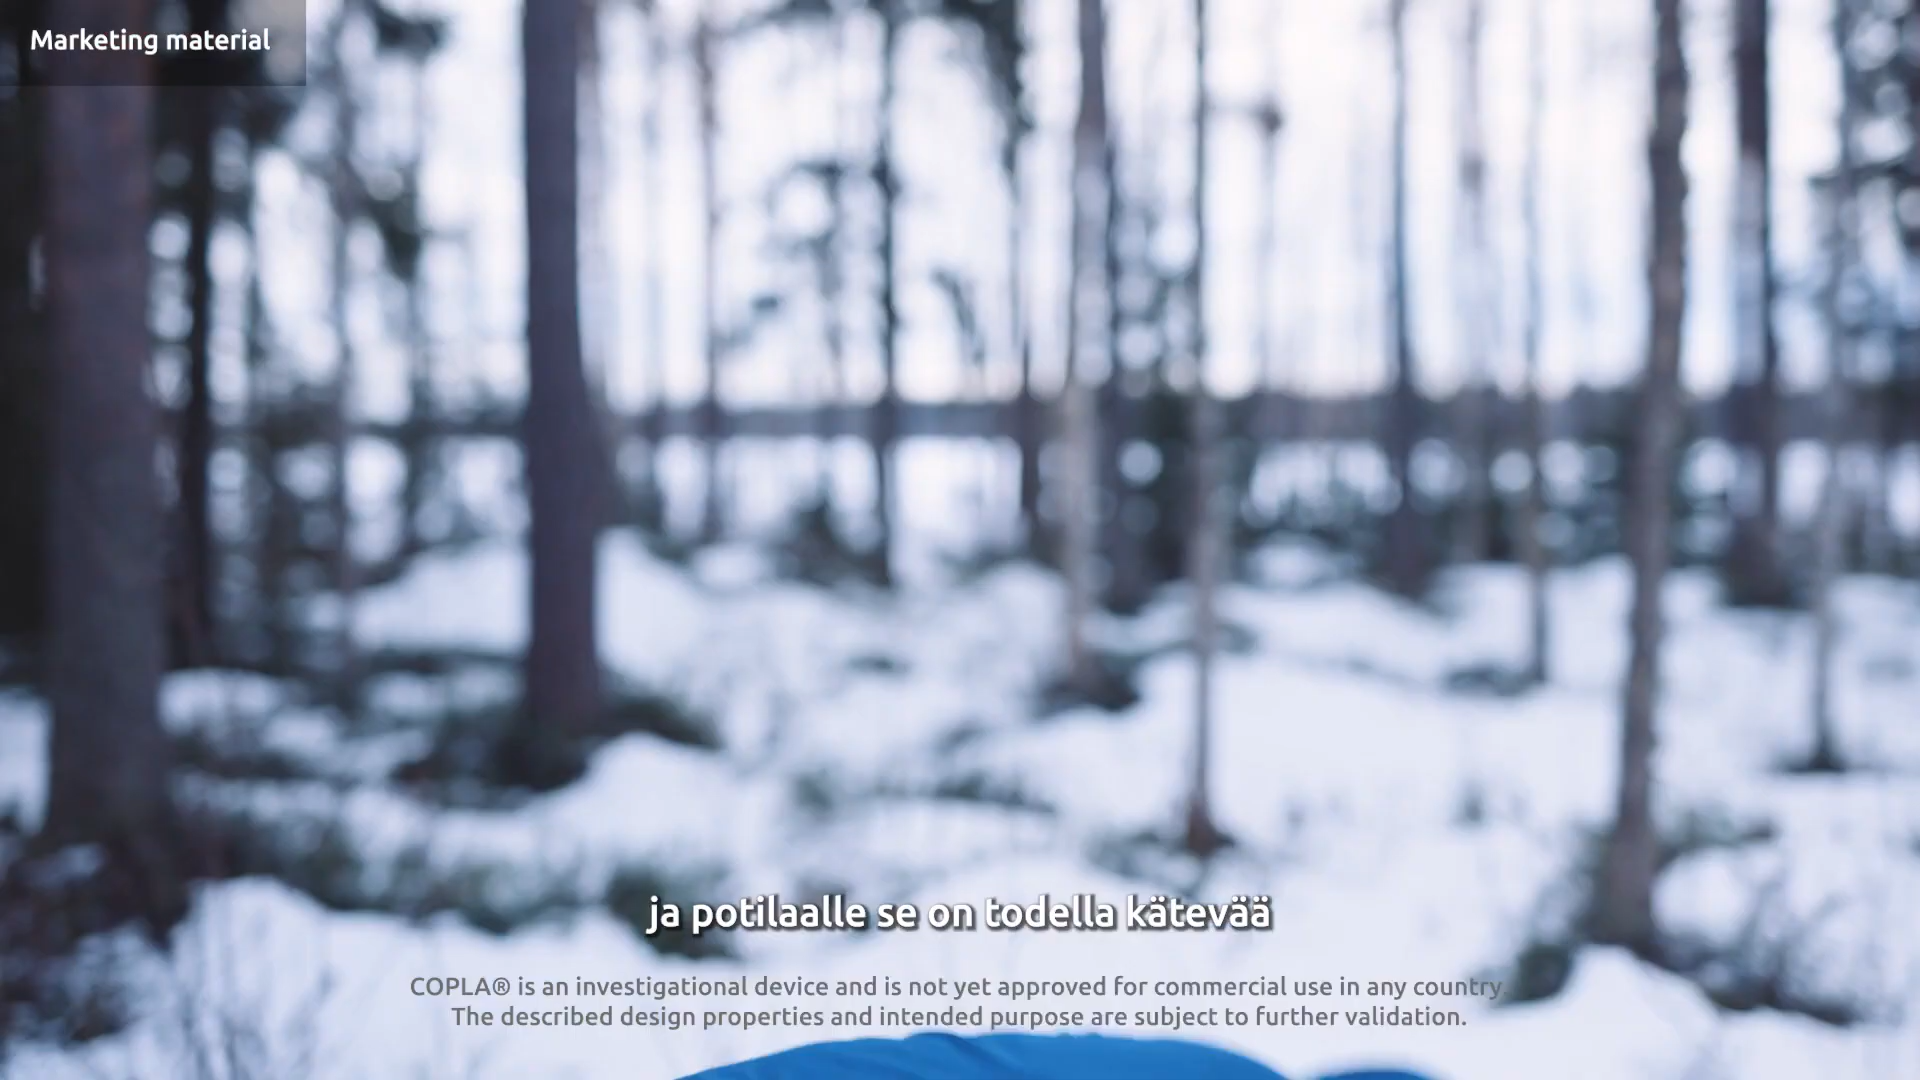 Marketing material
ja potilaalle se on todella kätevää
COPLA® is an investigational device and is not yet approved for commercial use in any country.
The described design properties and intended purpose are subject to further validation.